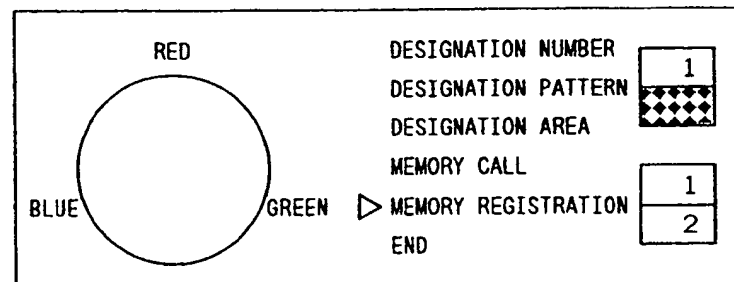 RED
BLUE
GREEN
DESIGNATION NUMBER 1
DESIGNATION PATTERN
DESIGNATION AREA
MEMORY CALL 1
MEMORY REGISTRATION 2
END